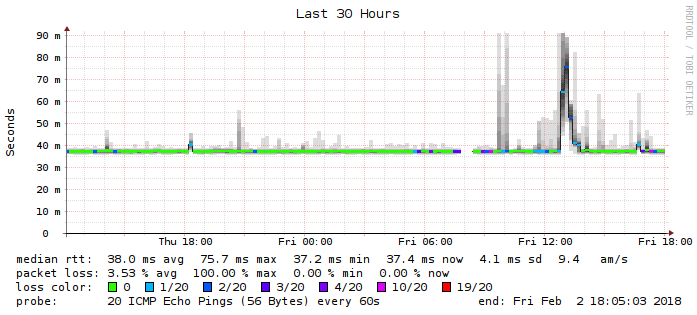 Last 30 Hours
RRDTOOL / TOBI OETIKER
Seconds
90 m
80 m
70 m
60 m
50 m
40 m
30 m
20 m
10 m
0
Thu 18:00 Fri 00:00 Fri 06:00 Fri 12:00 Fri 18:00
median rtt: 38.0 ms avg 75.7 ms max 37.2 ms min 37.4 ms now 4.1 ms sd 9.4 am/s
packet loss: 3.53 % avg 100.00 % max 0.00 % min 0.00 % now
loss color: 0 1/20 2/20 3/20 4/20 10/20 19/20
probe: 20 ICMP Echo Pings (56 Bytes) every 60s end: Fri Feb 2 18:05:03 2018